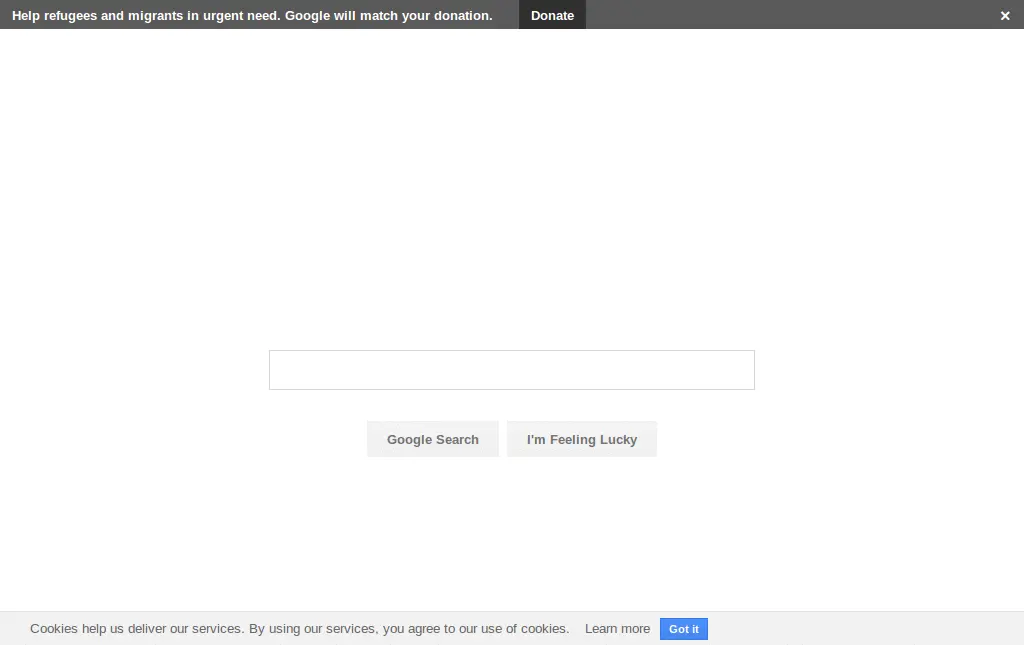 Help refugees and migrants in urgent need. Google will match your donation. Donate ×
Google Search I'm Feeling Lucky
Cookies help us deliver our services. By using our services, you agree to our use of cookies. Learn more Got it